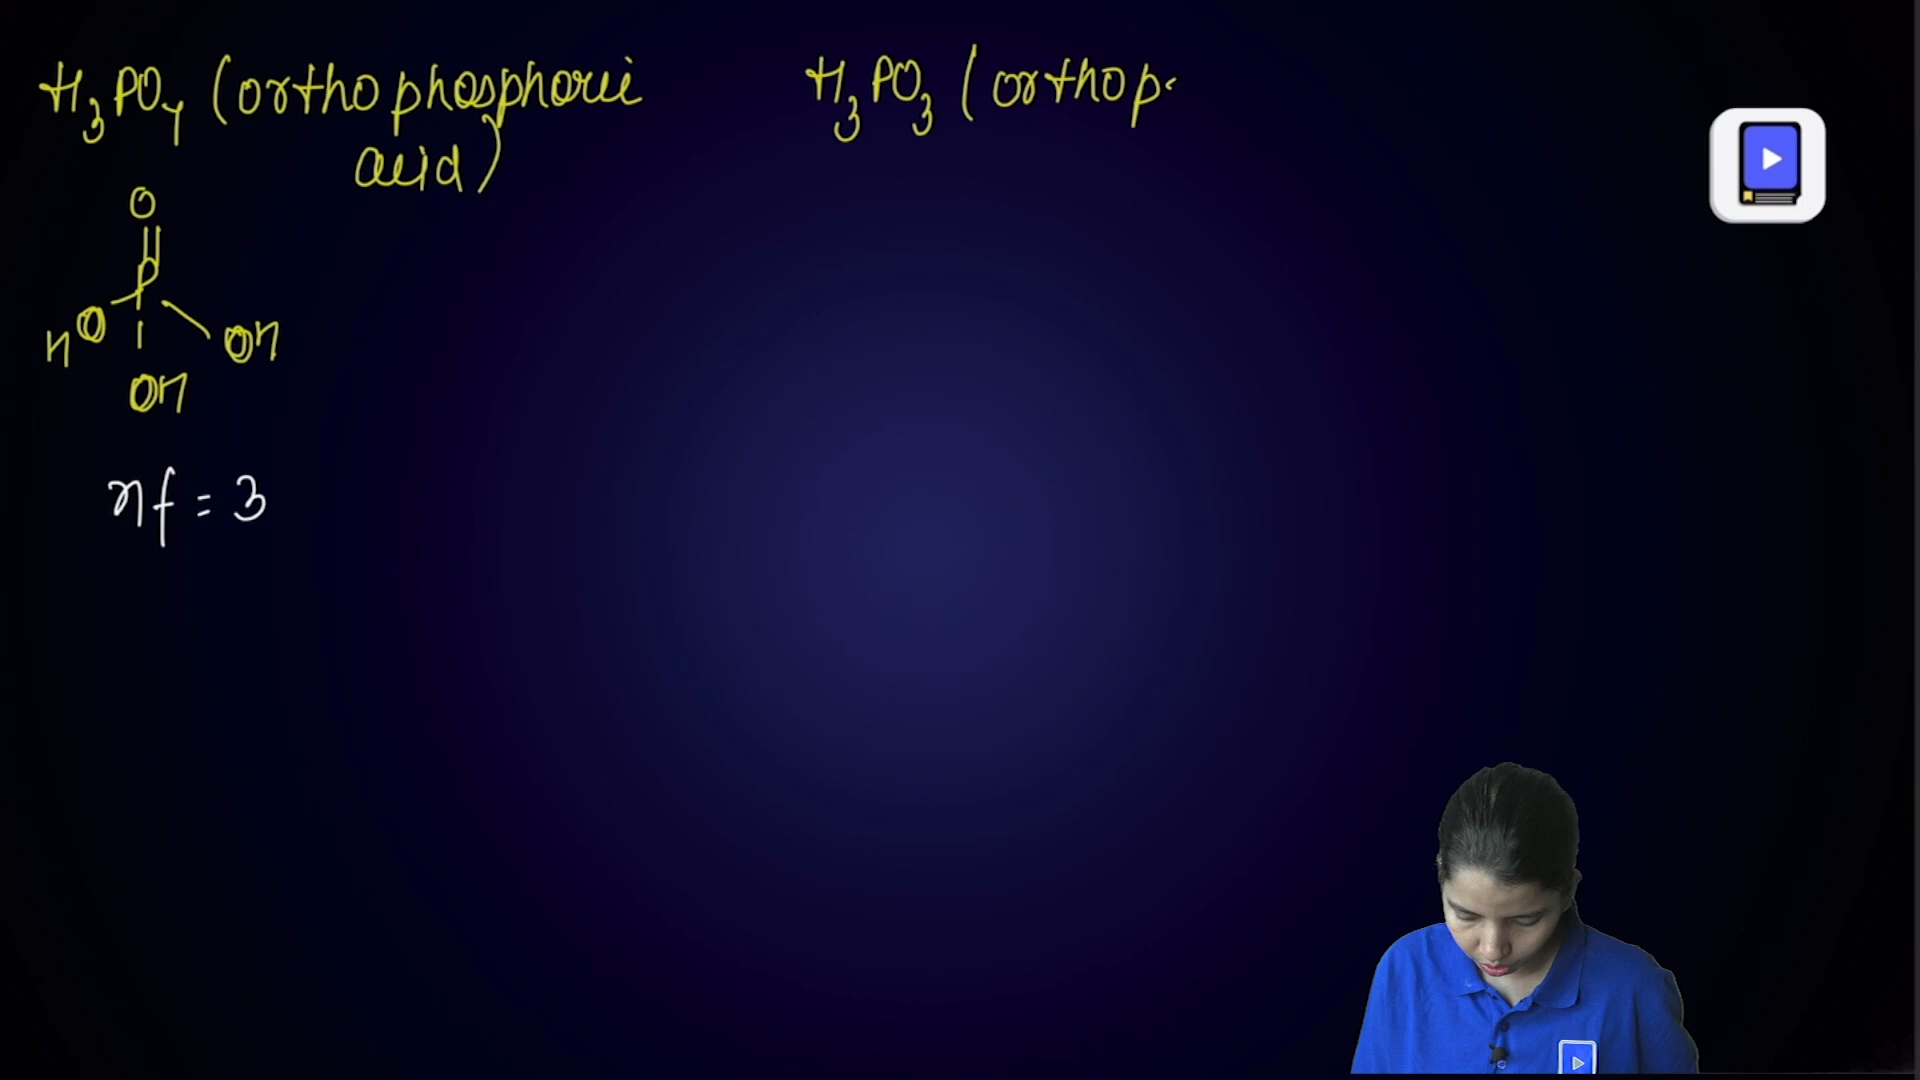 H₃PO₄ (orthophosphoric
acid)
H₃PO₃ (orthop
O
||
P
HO
OH
OH
nf = 3